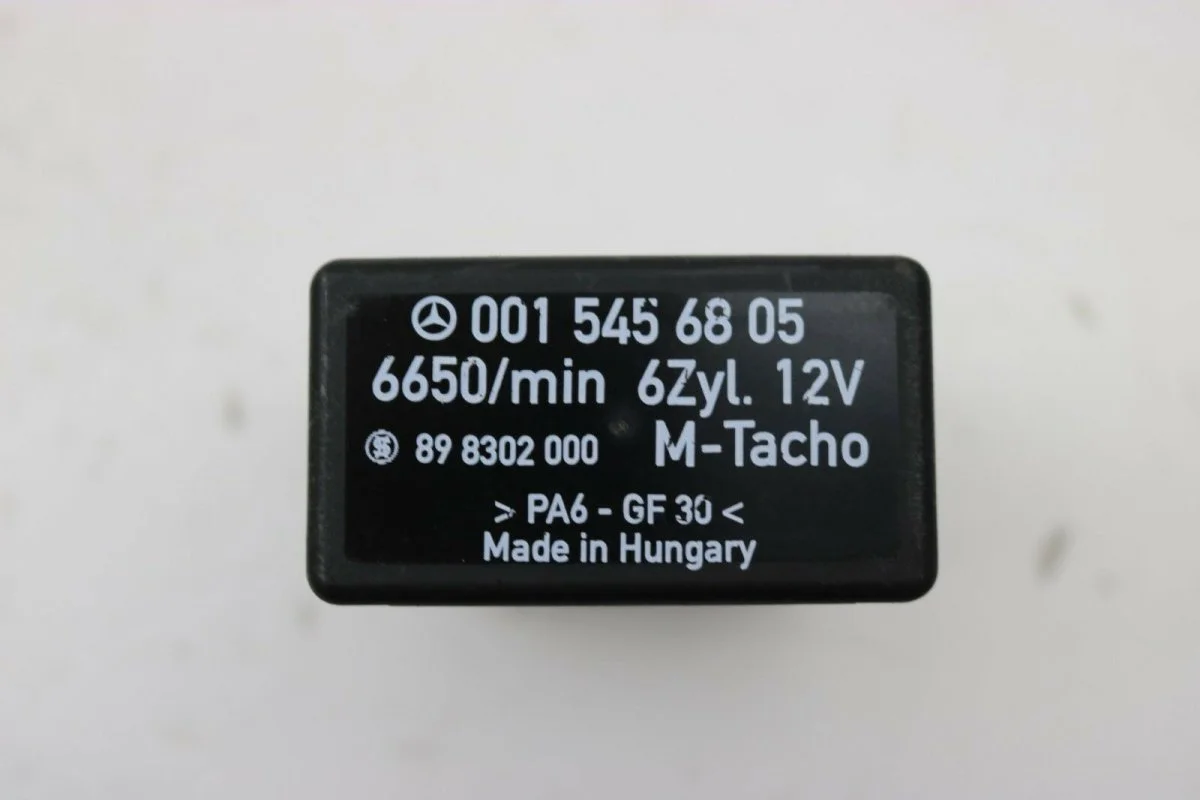 001 545 68 05
6650/min 6Zyl. 12V
89 8302 000 M-Tacho
> PA6 - GF 30 <
Made in Hungary